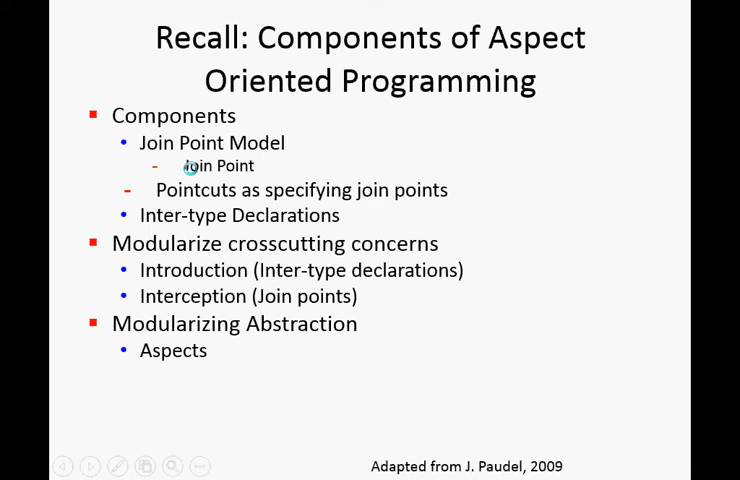 Recall: Components of Aspect
Oriented Programming
Components
Join Point Model
- Join Point
- Pointcuts as specifying join points
Inter-type Declarations
Modularize crosscutting concerns
Introduction (Inter-type declarations)
Interception (Join points)
Modularizing Abstraction
Aspects
Adapted from J. Paudel, 2009